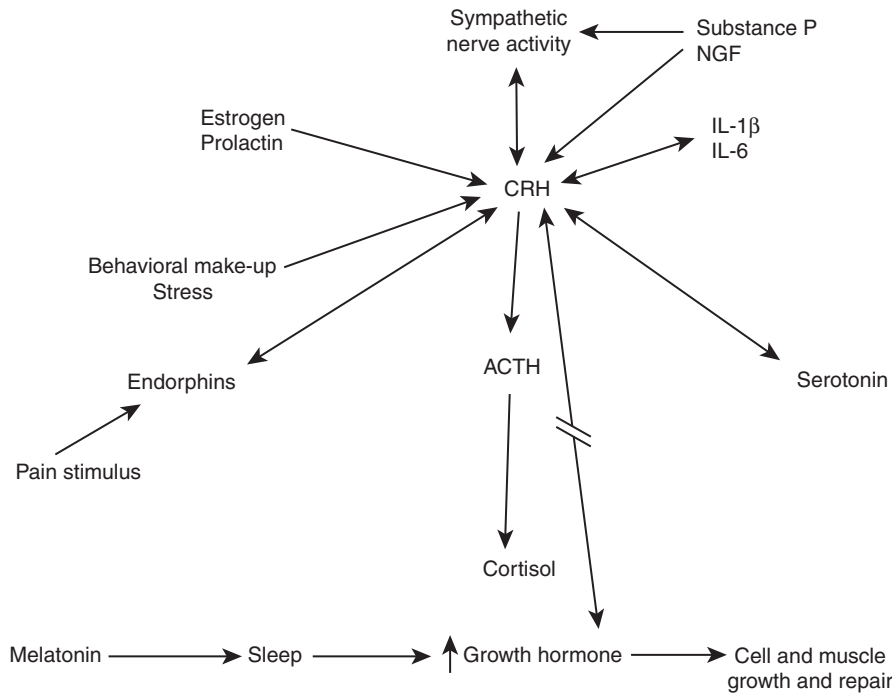 Sympathetic
nerve activity
Substance P
NGF
Estrogen
Prolactin
IL-1β
IL-6
CRH
Behavioral make-up
Stress
ACTH
Endorphins
Serotonin
Pain stimulus
Cortisol
Melatonin
Sleep
Growth hormone
Cell and muscle
growth and repair